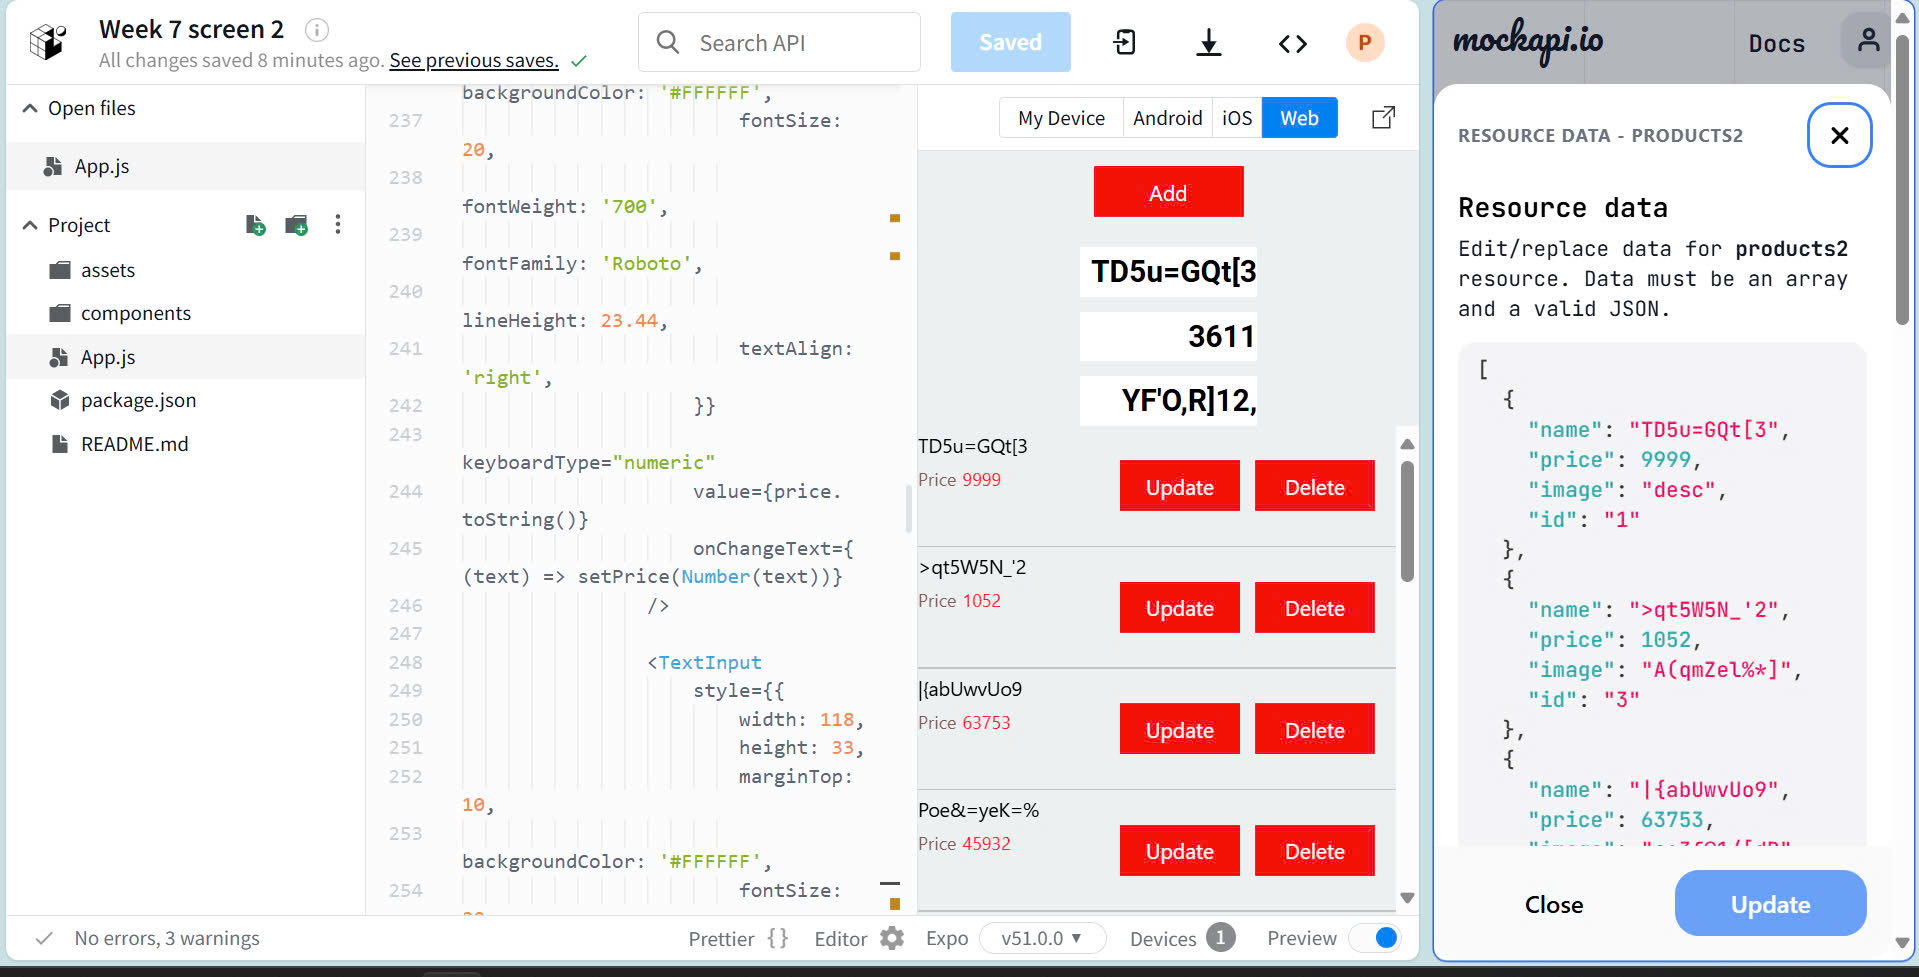 Week 7 screen 2
All changes saved 8 minutes ago. See previous saves.
Search API
Saved
P
Open files
App.js
Project
assets
components
App.js
package.json
README.md
backgroundColor: '#FFFFFF',
237 fontSize:
20,
238
fontWeight: '700',
239
fontFamily: 'Roboto',
240
lineHeight: 23.44,
241 textAlign:
'right',
242 }}
243
keyboardType="numeric"
244 value={price.
toString()}
245 onChangeText={
(text) => setPrice(Number(text))}
246 />
247
248 <TextInput
249 style={{
250 width: 118,
251 height: 33,
252 marginTop:
10,
253
backgroundColor: '#FFFFFF',
254 fontSize:
My Device Android iOS Web
Add
TD5u=GQt[3
3611
YF'O,R]12,
TD5u=GQt[3
Price 9999
Update Delete
>qt5W5N_'2
Price 1052
Update Delete
|{abUwvUo9
Price 63753
Update Delete
Poe&=yeK=%
Price 45932
Update Delete
No errors, 3 warnings
Prettier {} Editor Expo v51.0.0 Devices 1 Preview
mockapi.io
Docs
RESOURCE DATA - PRODUCTS2
Resource data
Edit/replace data for products2
resource. Data must be an array
and a valid JSON.
[
{
"name": "TD5u=GQt[3",
"price": 9999,
"image": "desc",
"id": "1"
},
{
"name": ">qt5W5N_'2",
"price": 1052,
"image": "A(qmZel%*]",
"id": "3"
},
{
"name": "|{abUwvUo9",
"price": 63753,
Close Update